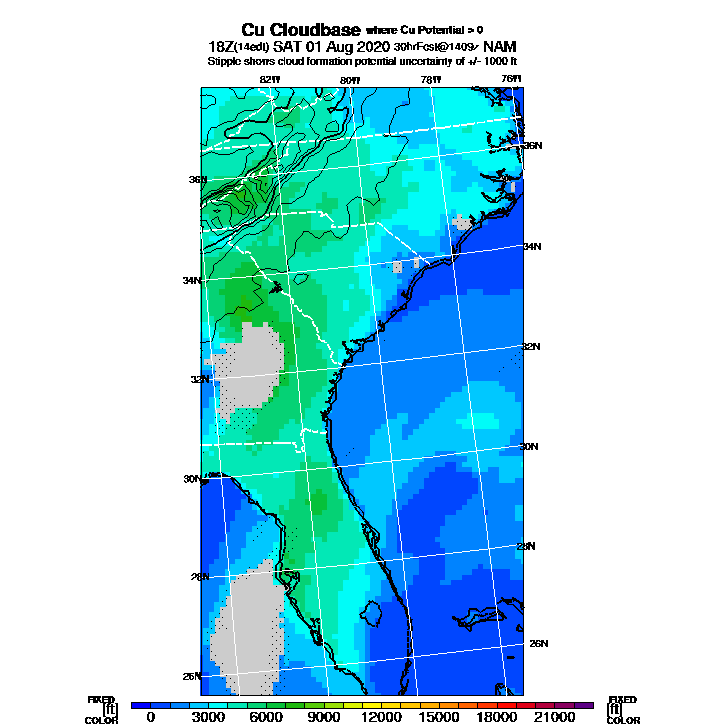 Cu Cloudbase where Cu Potential > 0
18Z(14edt) SAT 01 Aug 2020 30hrFcst@1409z NAM
Stipple shows cloud formation potential uncertainty of +/- 1000 ft
82W 80W 78W 76W
36N
36N
34N
34N
32N
32N
30N
30N
28N
28N
26N
26N
FIXED FIXED
[ft] [ft]
COLOR COLOR
0 3000 6000 9000 12000 15000 18000 21000